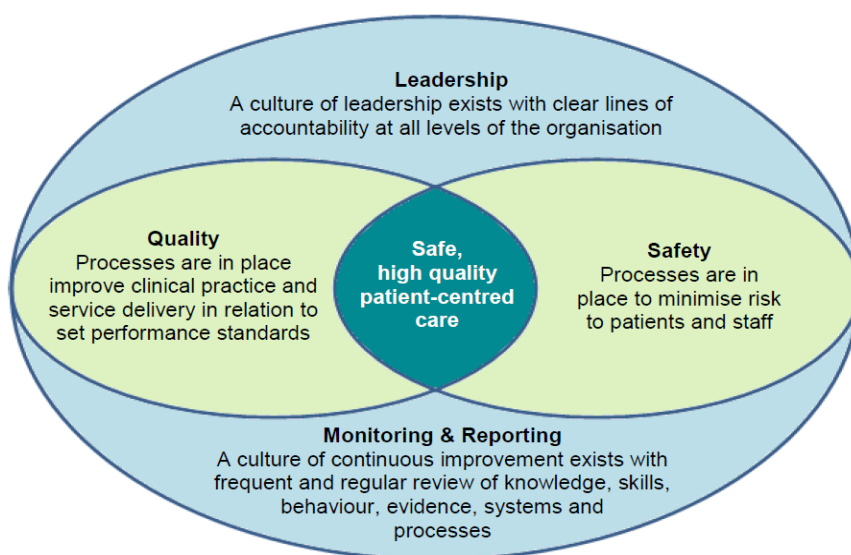 Leadership
A culture of leadership exists with clear lines of
accountability at all levels of the organisation
Quality
Processes are in place
improve clinical practice and
service delivery in relation to
set performance standards
Safe,
high quality
patient-centred
care
Safety
Processes are in
place to minimise risk
to patients and staff
Monitoring & Reporting
A culture of continuous improvement exists with
frequent and regular review of knowledge, skills,
behaviour, evidence, systems and
processes